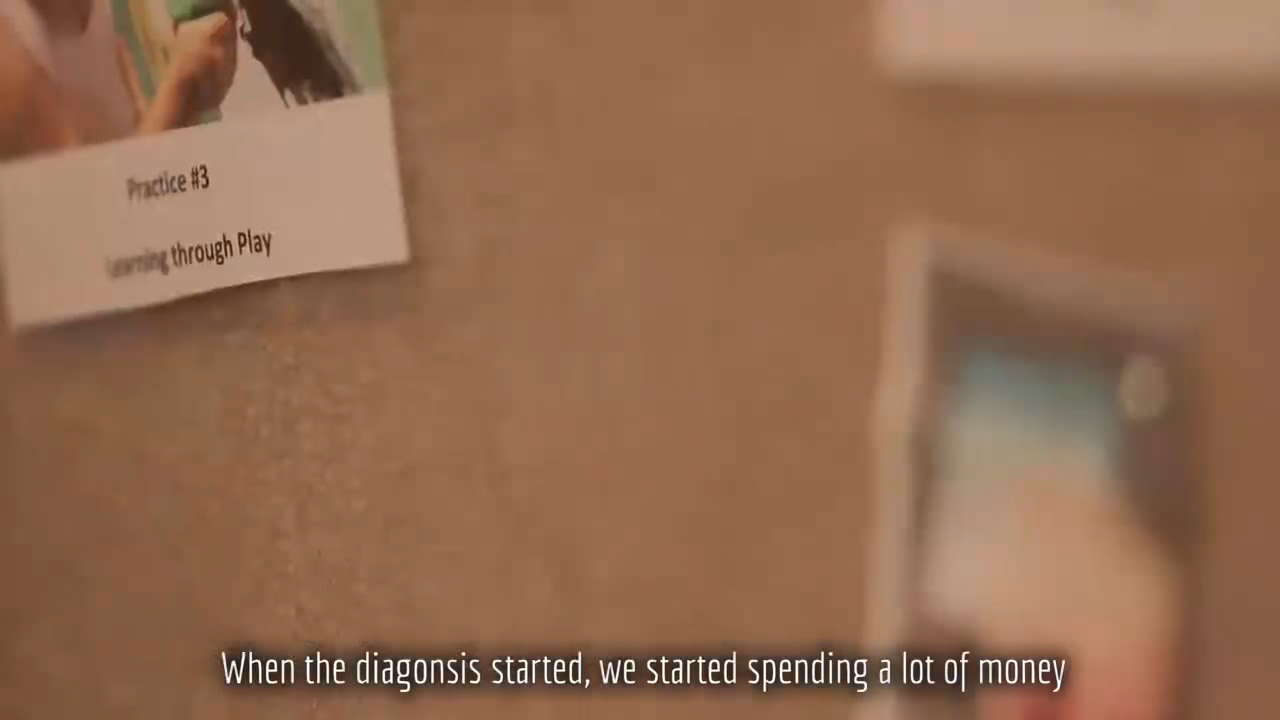 Practice #3
Learning through Play
When the diagonsis started, we started spending a lot of money